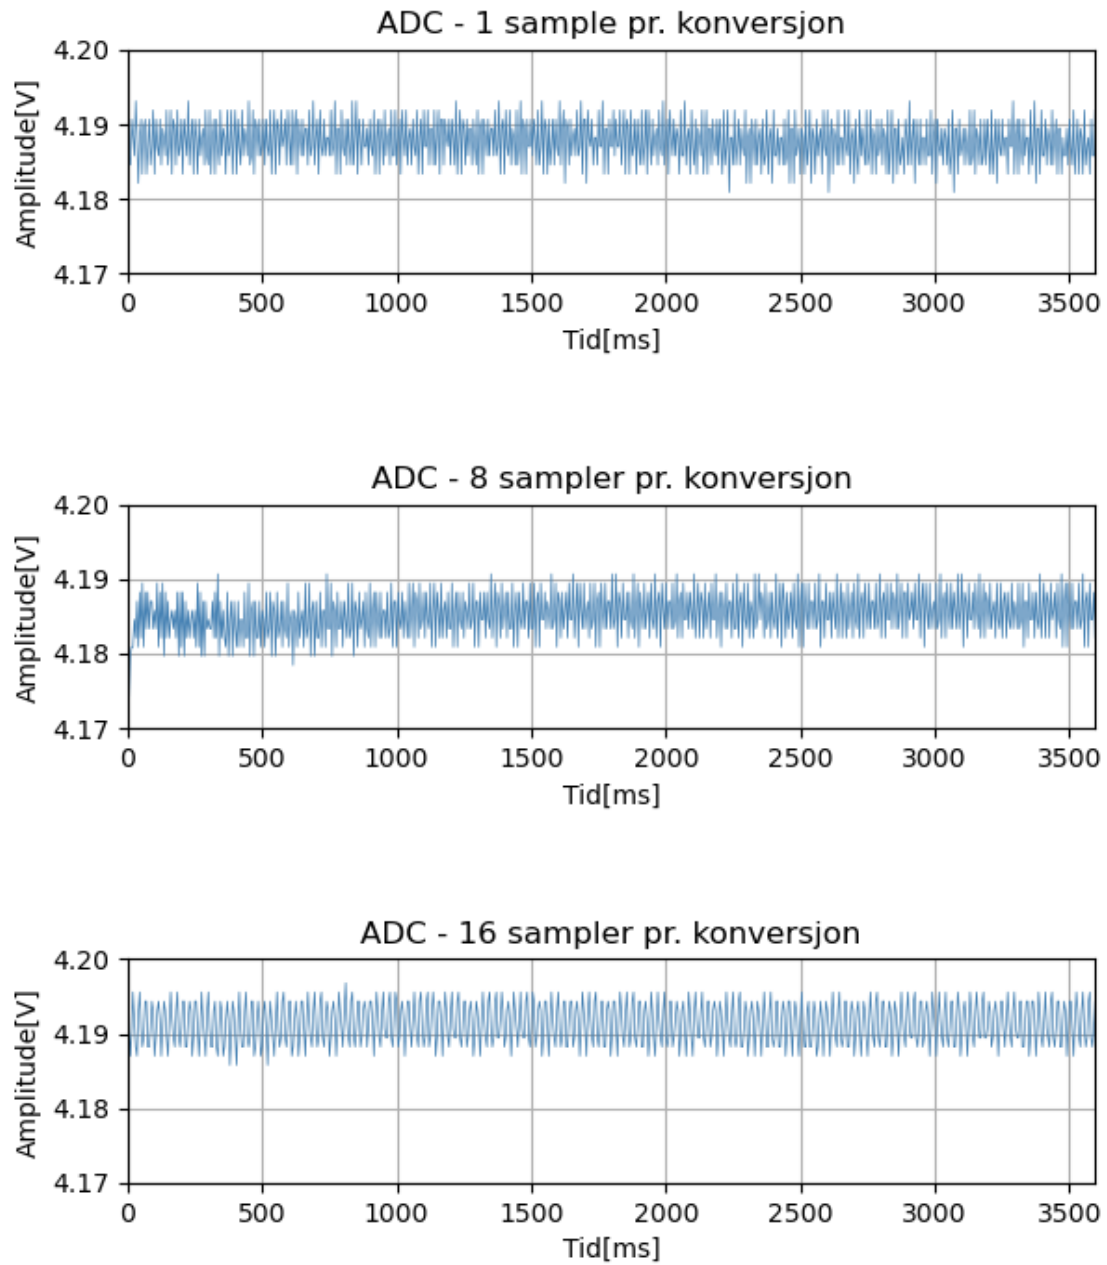 ADC - 1 sample pr. konversjon
4.20
4.19
4.18
4.17
Amplitude[V]
0 500 1000 1500 2000 2500 3000 3500
Tid[ms]
ADC - 8 sampler pr. konversjon
4.20
4.19
4.18
4.17
Amplitude[V]
0 500 1000 1500 2000 2500 3000 3500
Tid[ms]
ADC - 16 sampler pr. konversjon
4.20
4.19
4.18
4.17
Amplitude[V]
0 500 1000 1500 2000 2500 3000 3500
Tid[ms]